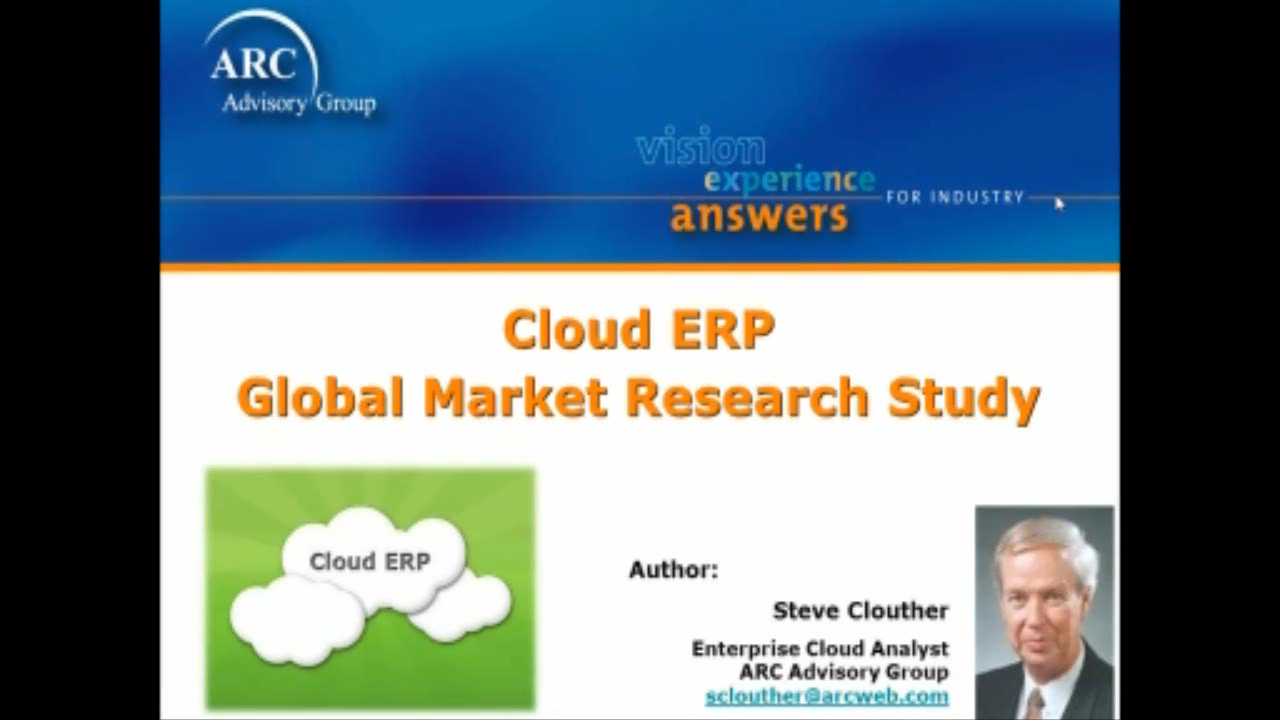 ARC
Advisory Group
vision
experience
answers
FOR INDUSTRY
Cloud ERP
Global Market Research Study
Cloud ERP
Author:
Steve Clouther
Enterprise Cloud Analyst
ARC Advisory Group
sclouther@arcweb.com